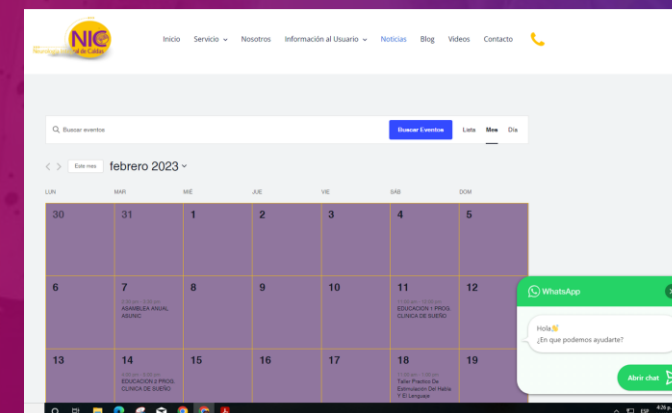 NIC
Inicio Servicio Nosotros Información al Usuario Noticias Blog Videos Contacto
Buscar eventos
Buscar Eventos Lista Mes Día
Este mes febrero 2023
LUN MAR MIÉ JUE VIE SÁB DOM
30 31 1 2 3 4 5
6 7 8 9 10 11 12
ASAMBLEA ANUAL
ASUNIC
EDUCACION 1 PROG.
CLINICA DE SUEÑO
WhatsApp
Hola👋
¿En que podemos ayudarte?
Abrir chat
13 14 15 16 17 18 19
EDUCACION 2 PROG.
CLINICA DE SUEÑO
Taller Practico De
Estimulacion Del Habla
Y El Lenguaje